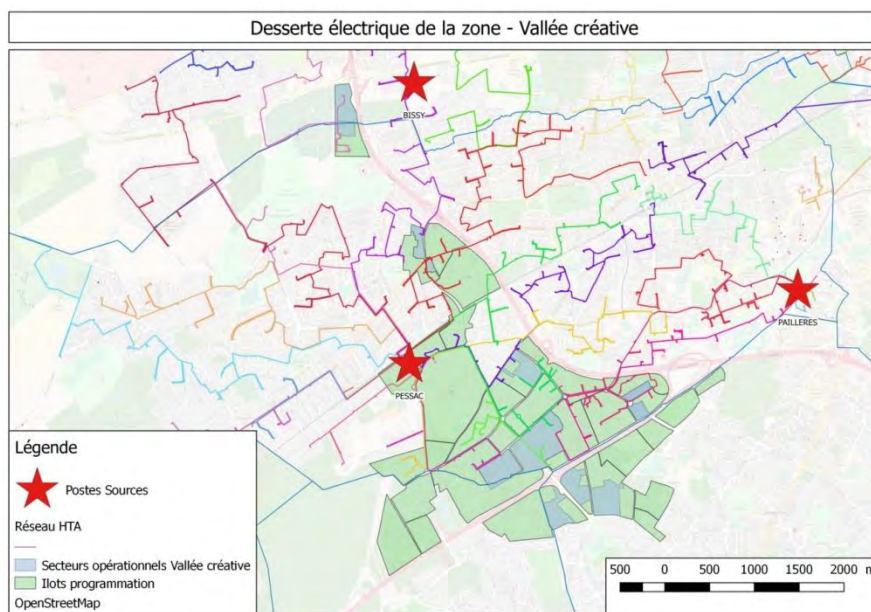 Desserte électrique de la zone - Vallée créative
BISSY
PAILLERES
PESSAC
Légende
Postes Sources
Réseau HTA
Secteurs opérationnels Vallée créative
Ilots programmation
OpenStreetMap
500 0 500 1000 1500 2000 m